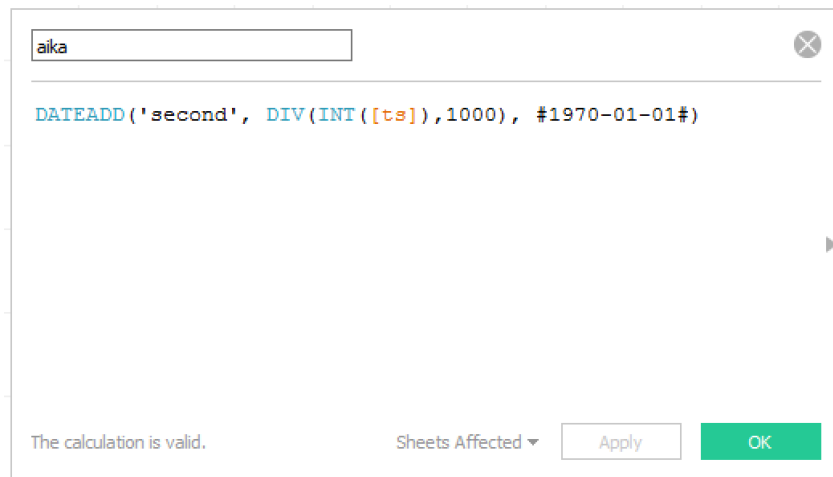 aika
DATEADD('second', DIV(INT([ts]),1000), #1970-01-01#)
The calculation is valid.
Sheets Affected
Apply
OK